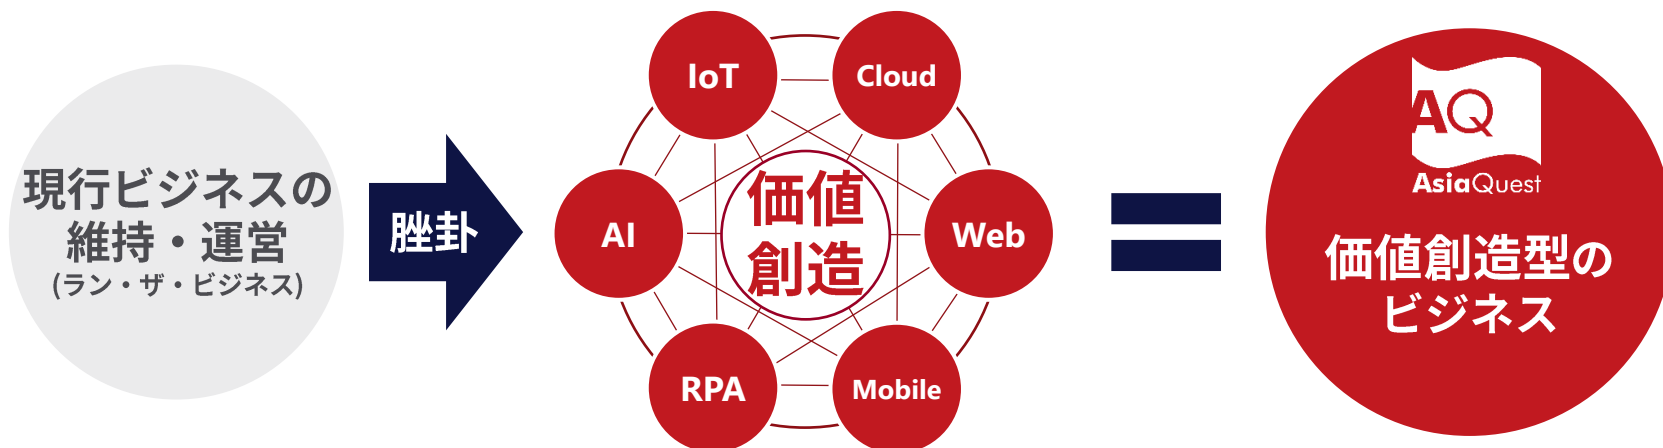 現行ビジネスの
維持・運営
(ラン・ザ・ビジネス)
脞卦
IoT
Cloud
AI
価値
創造
Web
RPA
Mobile
AQ
AsiaQuest
価値創造型の
ビジネス